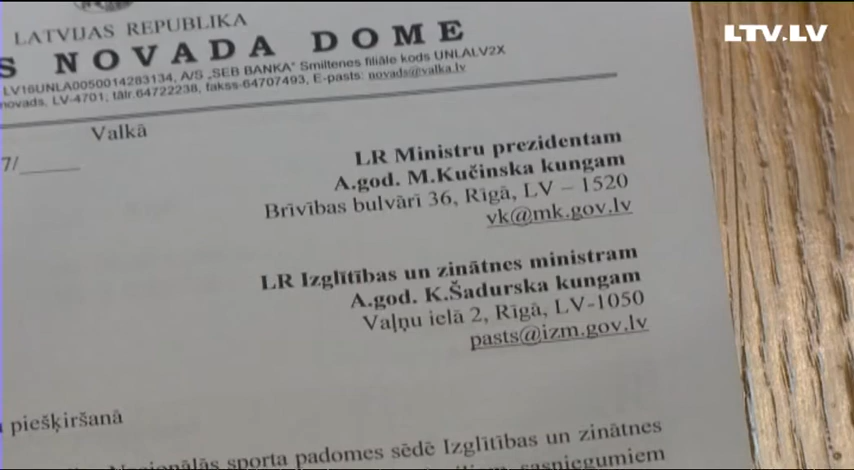 LTV.LV
LATVIJAS REPUBLIKA
S NOVADA DOME
LV16UNLA0050014283134, A/S „SEB BANKA" Smiltenes filiāle kods UNLALV2X
novads, LV-4701; tālr.64722238, fakss-64707493, E-pasts: novads@valka.lv
Valkā
7/_____
LR Ministru prezidentam
A.god. M.Kučinska kungam
Brīvības bulvārī 36, Rīgā, LV – 1520
vk@mk.gov.lv
LR Izglītības un zinātnes ministram
A.god. K.Šadurska kungam
Vaļņu ielā 2, Rīgā, LV-1050
pasts@izm.gov.lv
piešķiršanā
Nacionālās sporta padomes sēdē Izglītības un zinātnes
sasniegumiem